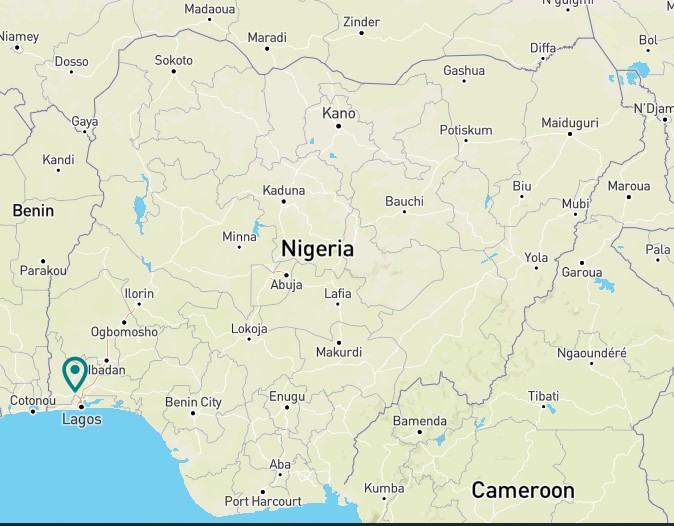 Madaoua
N'guigmi
Niamey
Zinder
Maradi
Dosso
Sokoto
Diffa
Bol
Gashua
Gaya
Kano
N'Djam
Potiskum
Maiduguri
Kandi
Kaduna
Biu
Maroua
Benin
Bauchi
Mubi
Minna
Nigeria
Pala
Parakou
Yola
Garoua
Abuja
Ilorin
Lafia
Ogbomosho
Lokoja
Makurdi
Ngaoundéré
Ibadan
Cotonou
Benin City
Enugu
Tibati
Lagos
Bamenda
Aba
Port Harcourt
Kumba
Cameroon